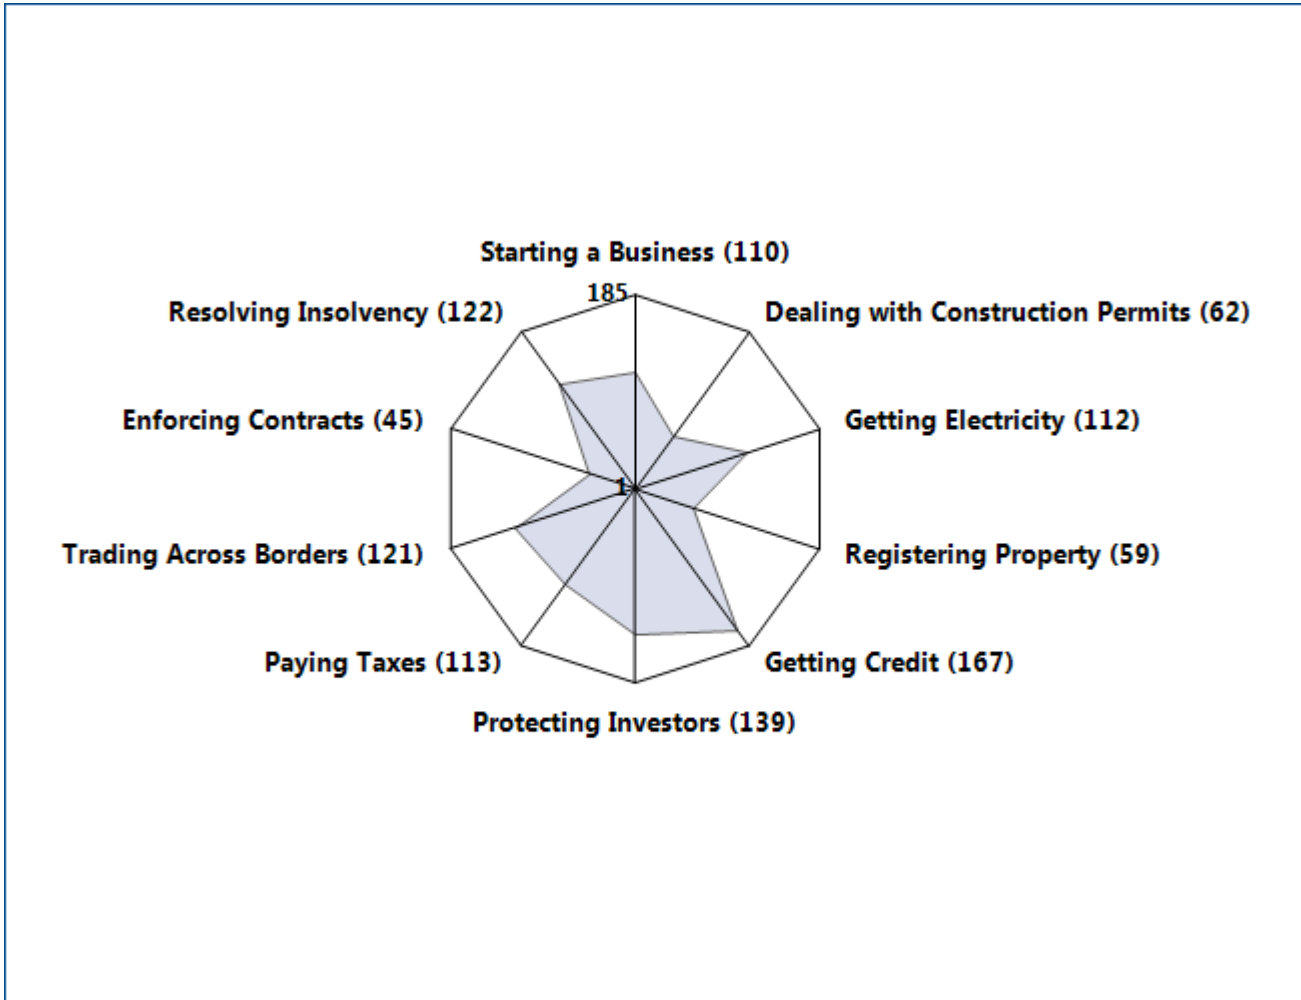 Starting a Business (110)
185
Resolving Insolvency (122)
Dealing with Construction Permits (62)
Enforcing Contracts (45)
Getting Electricity (112)
1
Trading Across Borders (121)
Registering Property (59)
Paying Taxes (113)
Getting Credit (167)
Protecting Investors (139)